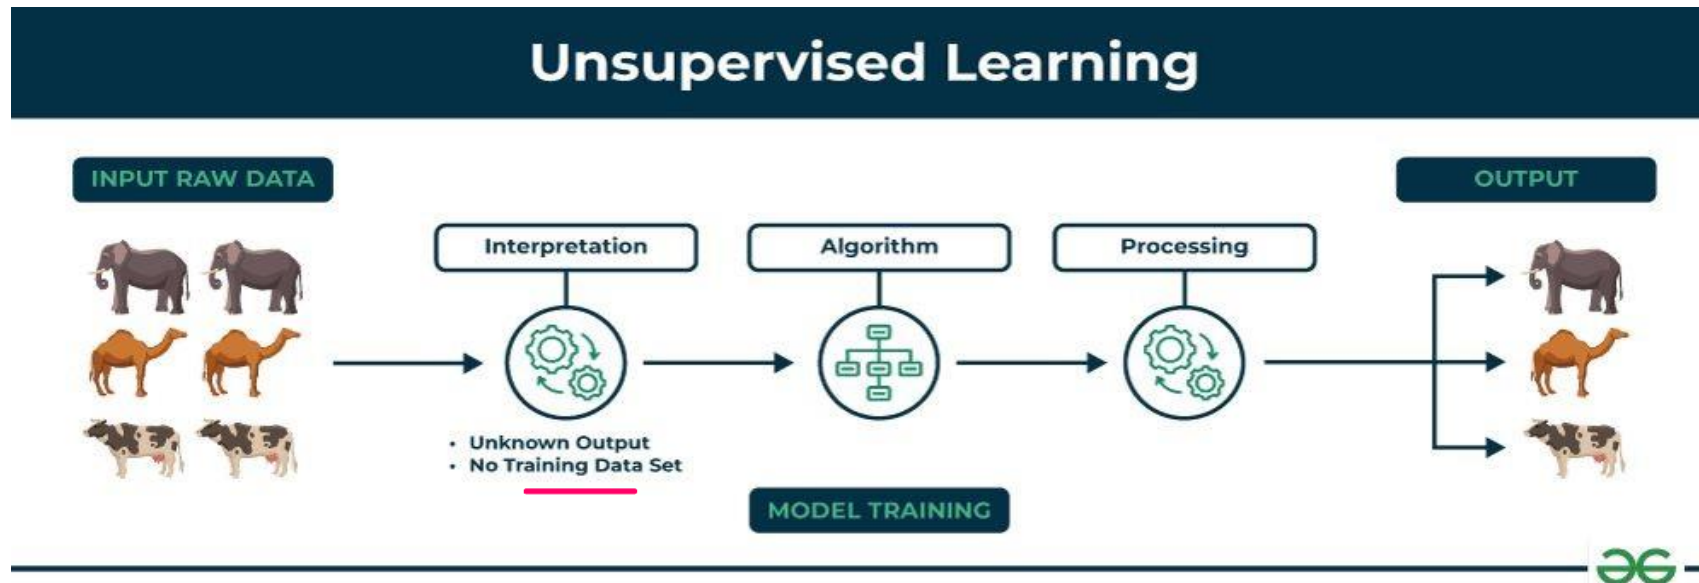 Unsupervised Learning
INPUT RAW DATA
OUTPUT
Interpretation
Algorithm
Processing
• Unknown Output
• No Training Data Set
MODEL TRAINING